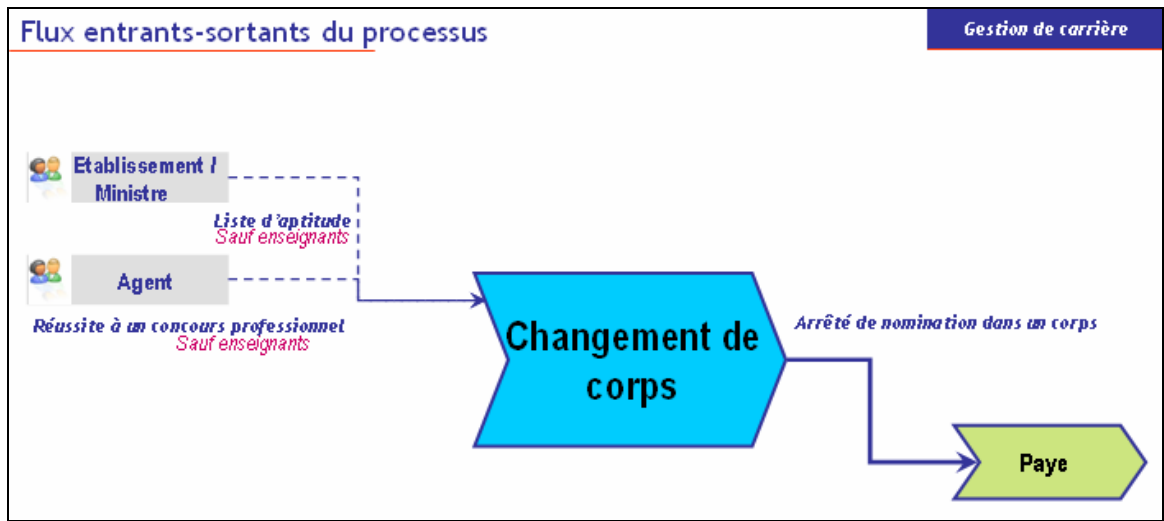 Flux entrants-sortants du processus
Gestion de carrière
Etablissement /
Ministre
Liste d'aptitude
Sauf enseignants
Agent
Réussite à un concours professionnel
Sauf enseignants
Changement de
corps
Arrêté de nomination dans un corps
Paye